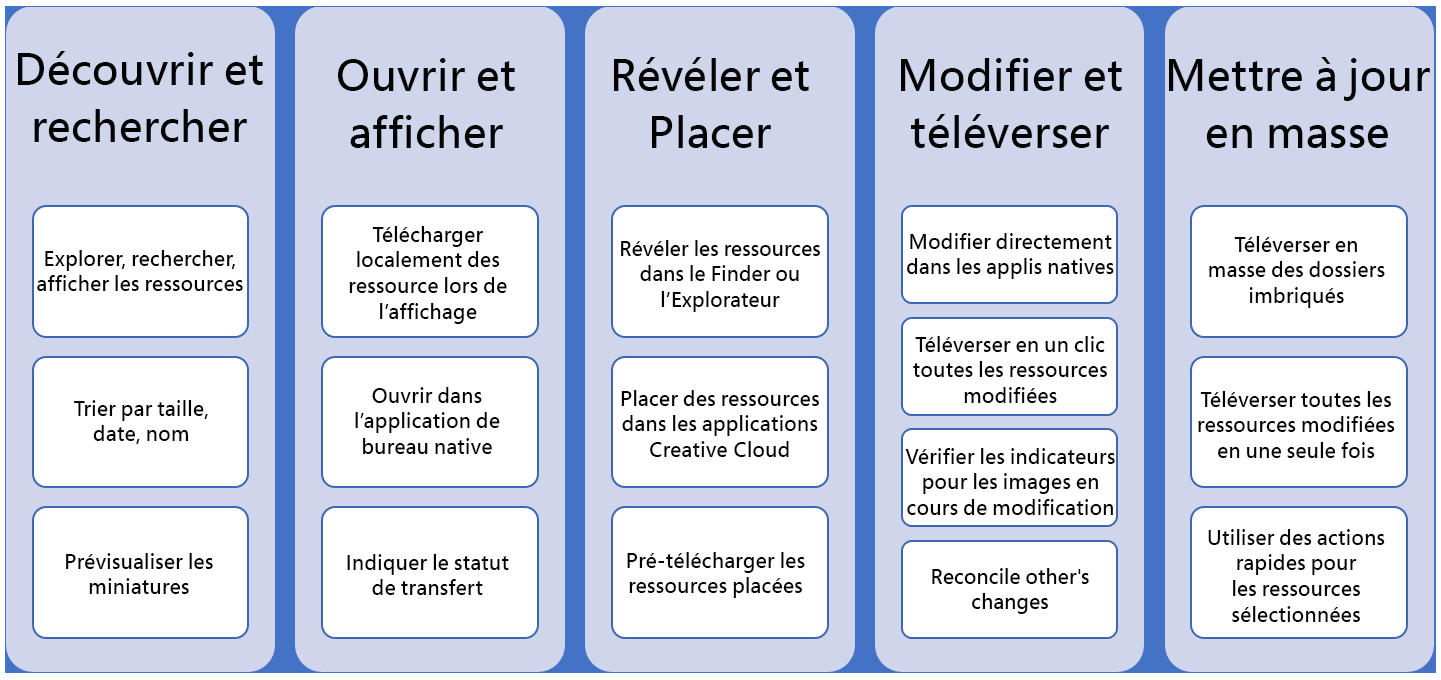 Découvrir et
rechercher
Explorer, rechercher,
afficher les ressources
Trier par taille,
date, nom
Prévisualiser les
miniatures
Ouvrir et
afficher
Télécharger
localement des
ressource lors de
l’affichage
Ouvrir dans
l’application de
bureau native
Indiquer le statut
de transfert
Révéler et
Placer
Révéler les ressources
dans le Finder ou
l’Explorateur
Placer des ressources
dans les applications
Creative Cloud
Pré-télécharger les
ressources placées
Modifier et
téléverser
Modifier directement
dans les applis natives
Téléverser en un clic
toutes les ressources
modifiées
Vérifier les indicateurs
pour les images en
cours de modification
Reconcile other's
changes
Mettre à jour
en masse
Téléverser en
masse des dossiers
imbriqués
Téléverser toutes les
ressources modifiées
en une seule fois
Utiliser des actions
rapides pour
les ressources
sélectionnées